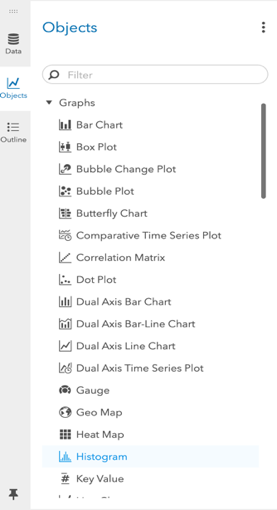 Objects
Data
Objects
Outline
Filter
Graphs
Bar Chart
Box Plot
Bubble Change Plot
Bubble Plot
Butterfly Chart
Comparative Time Series Plot
Correlation Matrix
Dot Plot
Dual Axis Bar Chart
Dual Axis Bar-Line Chart
Dual Axis Line Chart
Dual Axis Time Series Plot
Gauge
Geo Map
Heat Map
Histogram
Key Value